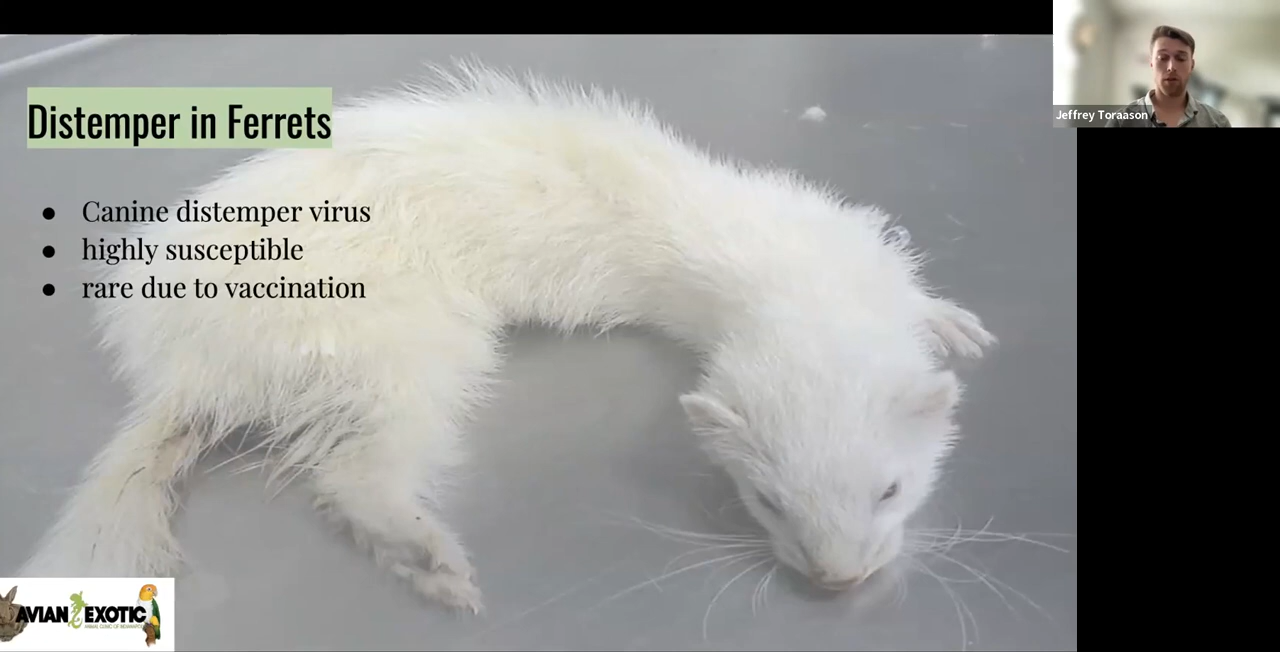 Jeffrey Toraason
Distemper in Ferrets
● Canine distemper virus
● highly susceptible
● rare due to vaccination
AVIAN EXOTIC